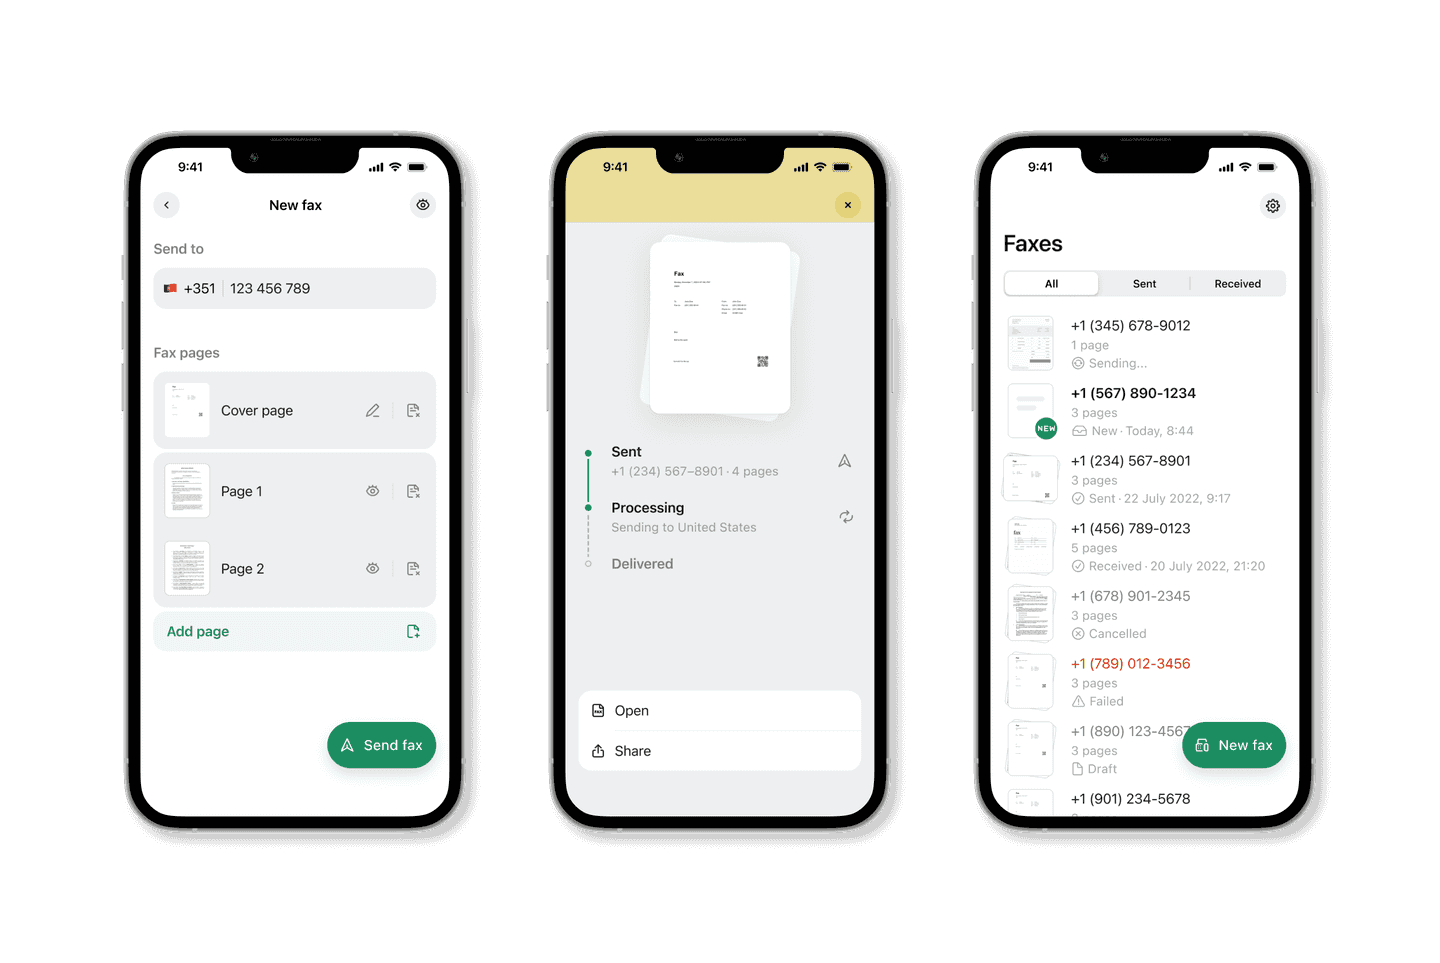 9:41
New fax
Send to
+351 123 456 789
Fax pages
Cover page
Page 1
Page 2
Add page
Send fax
9:41
Fax
Sent
+1 (234) 567–8901 · 4 pages
Processing
Sending to United States
Delivered
FAX
Open
Share
9:41
Faxes
All Sent Received
+1 (345) 678-9012
1 page
Sending...
+1 (567) 890-1234
3 pages
NEW
New · Today, 8:44
+1 (234) 567-8901
3 pages
Sent · 22 July 2022, 9:17
+1 (456) 789-0123
5 pages
Received · 20 July 2022, 21:20
+1 (678) 901-2345
3 pages
Cancelled
+1 (789) 012-3456
3 pages
Failed
+1 (890) 123-4567
3 pages
Draft
New fax
+1 (901) 234-5678